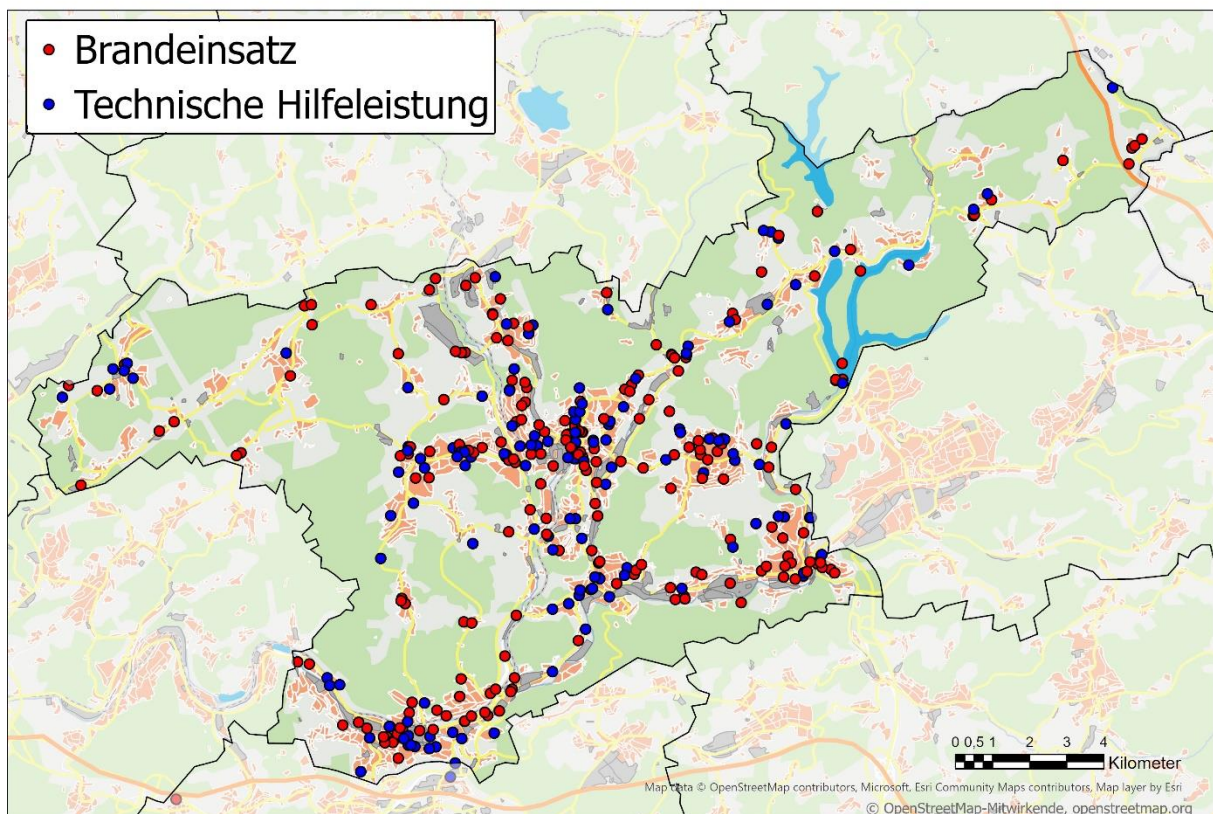 Brandeinsatz
Technische Hilfeleistung
0 0,5 1 2 3 4
Kilometer
Map data © OpenStreetMap contributors, Microsoft, Esri Community Maps contributors, Map layer by Esri
© OpenStreetMap-Mitwirkende, openstreetmap.org